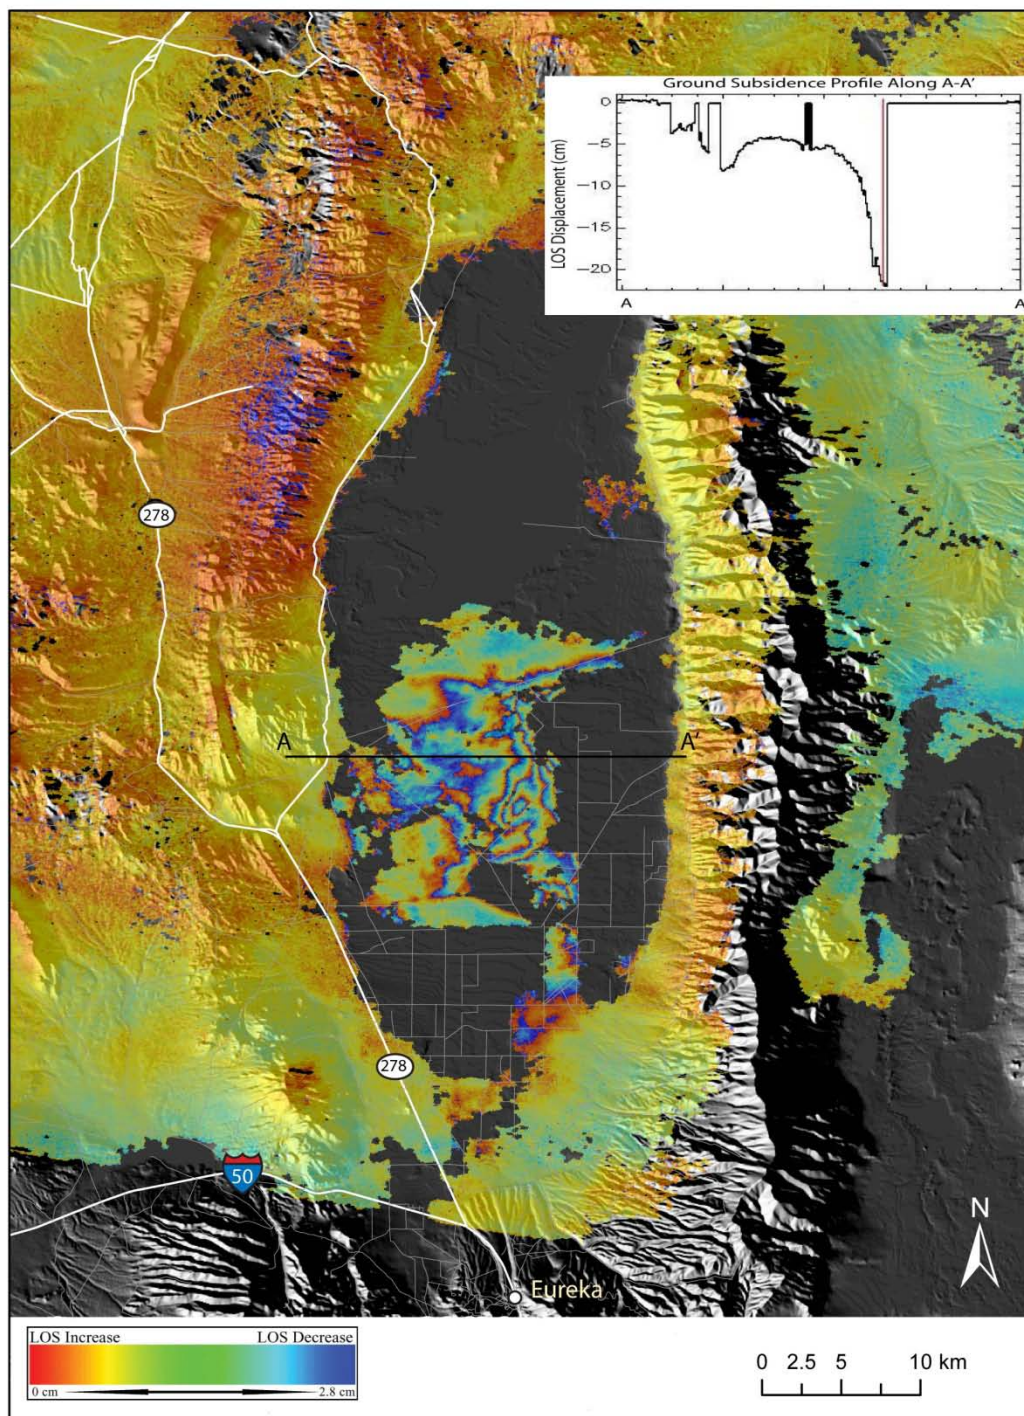 Ground Subsidence Profile Along A-A'
LOS Displacement (cm)
0
-5
-10
-15
-20
A
A
278
A
A'
278
50
N
Eureka
LOS Increase
LOS Decrease
0 cm
2.8 cm
0 2.5 5 10 km